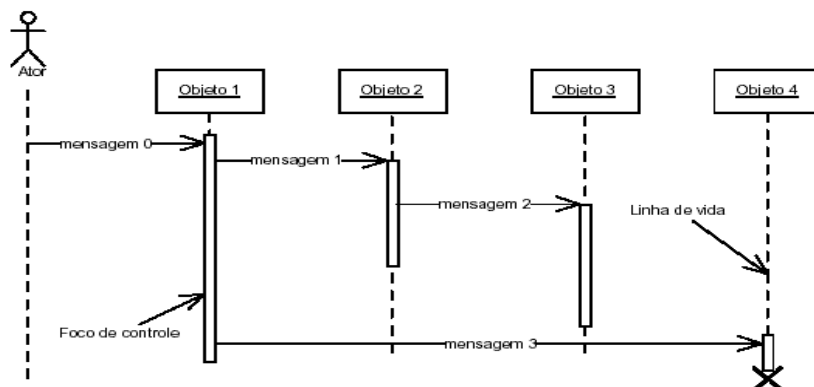 Ator
Objeto 1
Objeto 2
Objeto 3
Objeto 4
mensagem 0
mensagem 1
mensagem 2
Linha de vida
Foco de controle
mensagem 3